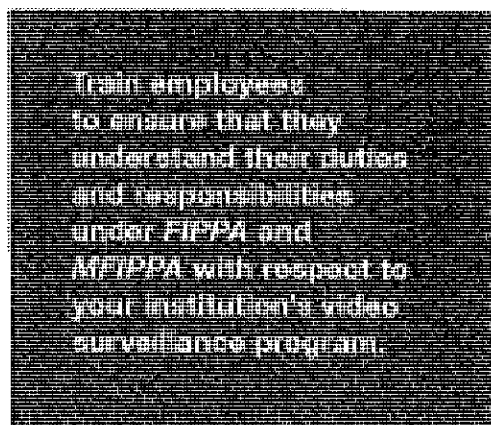 Train employees
to ensure that they
understand their duties
and responsibilities
under FIPPA and
MFIPPA with respect to
your institution's video
surveillance program.